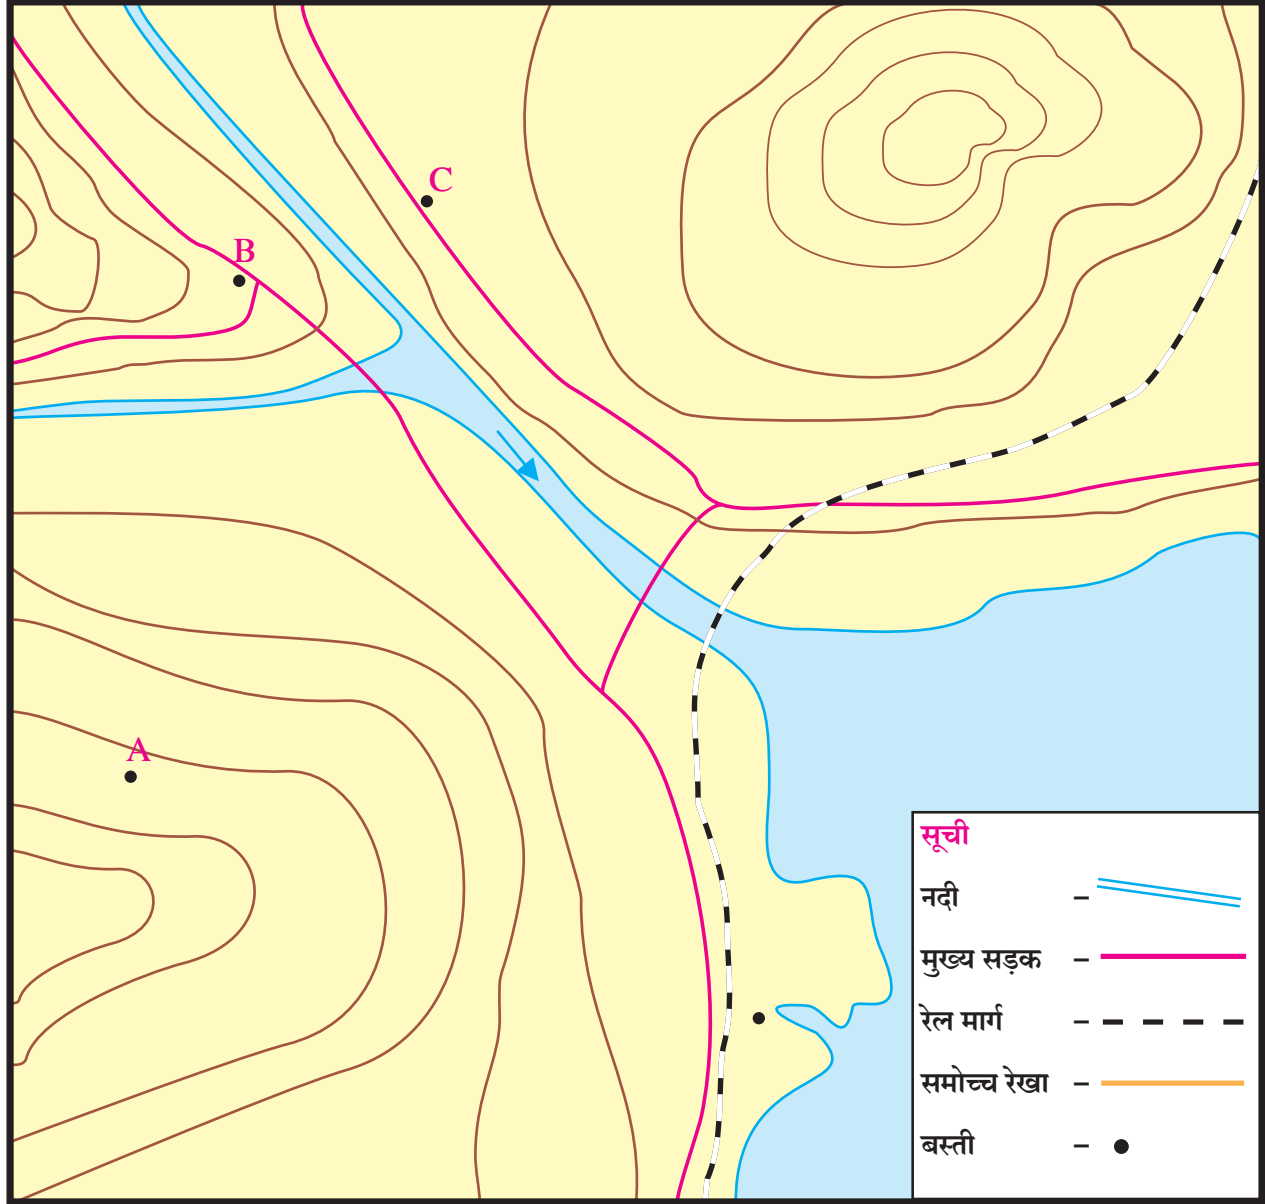 C
B
A
सूची
नदी –
मुख्य सड़क –
रेल मार्ग –
समोच्च रेखा –
बस्ती –